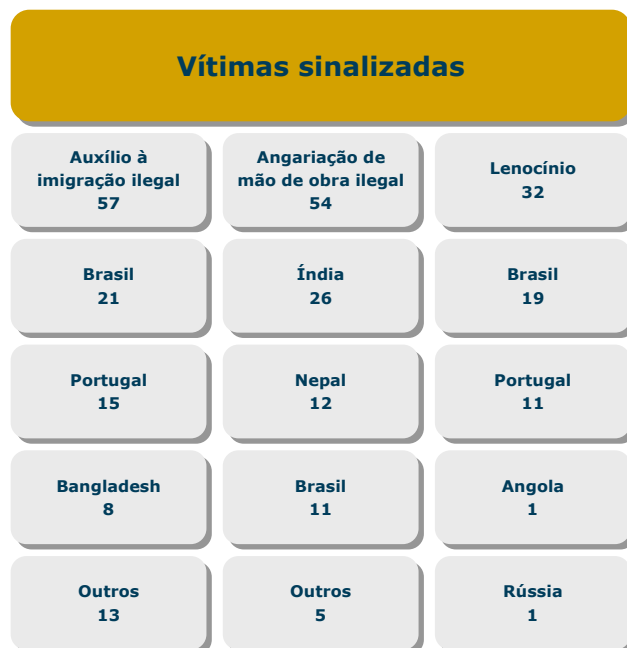 Vítimas sinalizadas
Auxílio à
imigração ilegal
57
Angariação de
mão de obra ilegal
54
Lenocínio
32
Brasil
21
Índia
26
Brasil
19
Portugal
15
Nepal
12
Portugal
11
Bangladesh
8
Brasil
11
Angola
1
Outros
13
Outros
5
Rússia
1